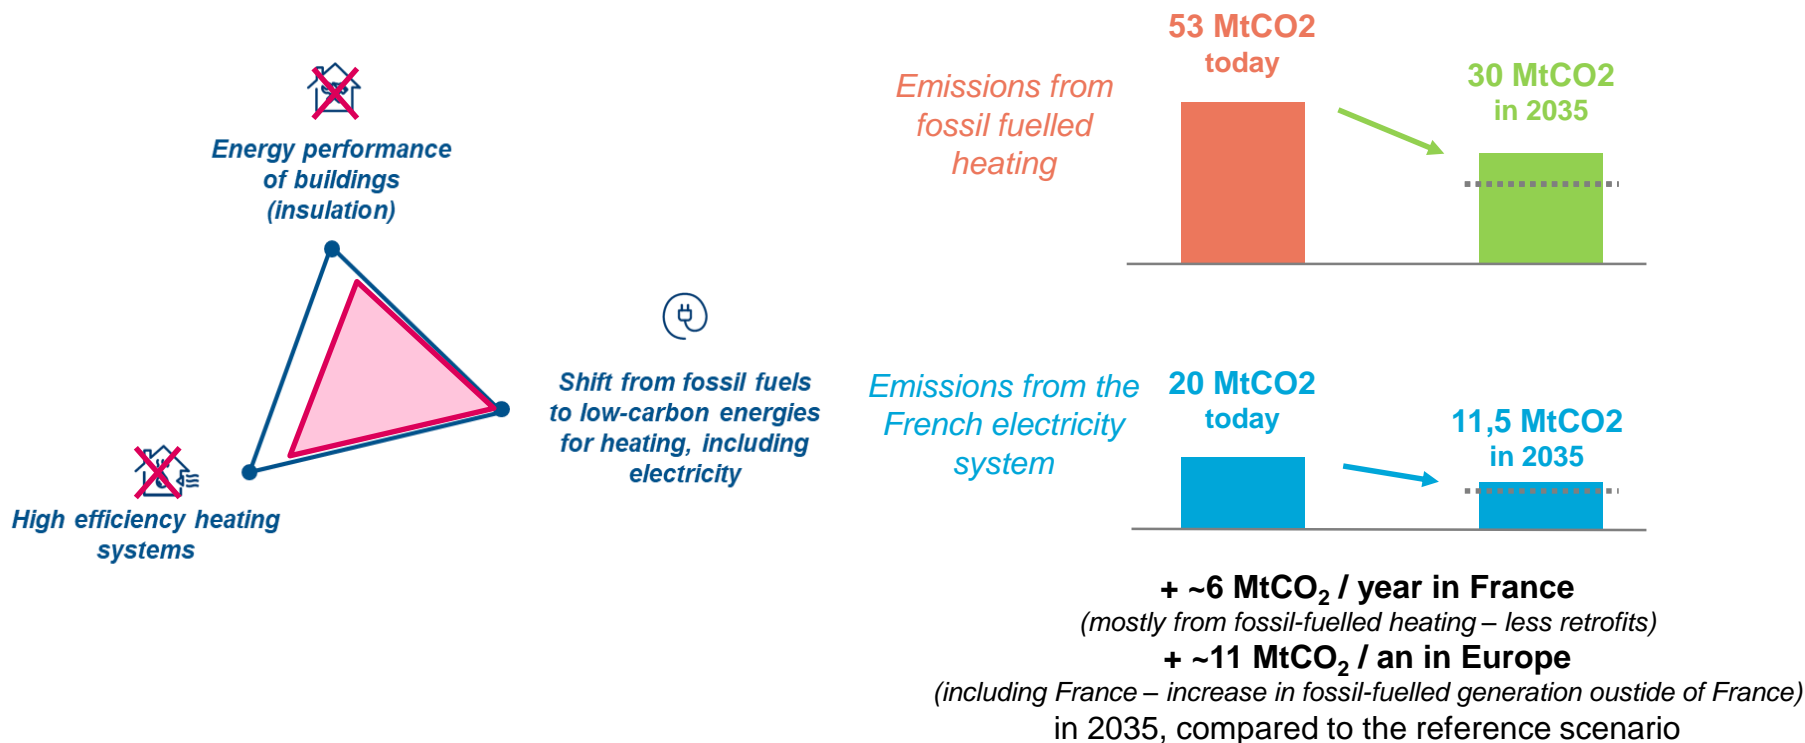 Energy performance
of buildings
(insulation)
Shift from fossil fuels
to low-carbon energies
for heating, including
electricity
High efficiency heating
systems
Emissions from
fossil fuelled
heating
53 MtCO2
today
30 MtCO2
in 2035
Emissions from the
French electricity
system
20 MtCO2
today
11,5 MtCO2
in 2035
+ ~6 MtCO₂ / year in France
(mostly from fossil-fuelled heating – less retrofits)
+ ~11 MtCO₂ / an in Europe
(including France – increase in fossil-fuelled generation oustide of France)
in 2035, compared to the reference scenario